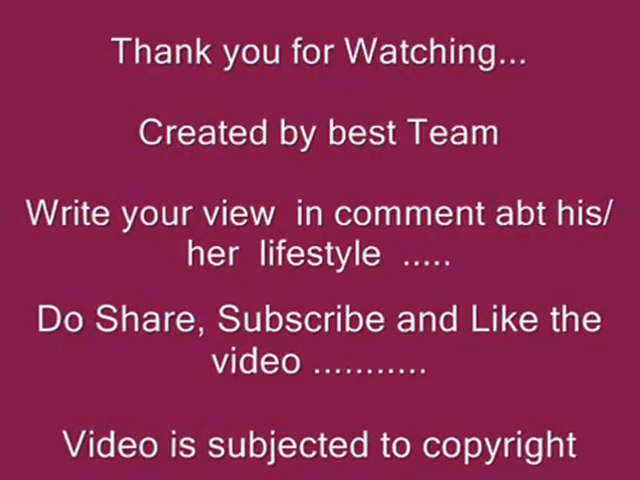 Thank you for Watching...
Created by best Team
Write your view in comment abt his/
her lifestyle .....
Do Share, Subscribe and Like the
video ...........
Video is subjected to copyright